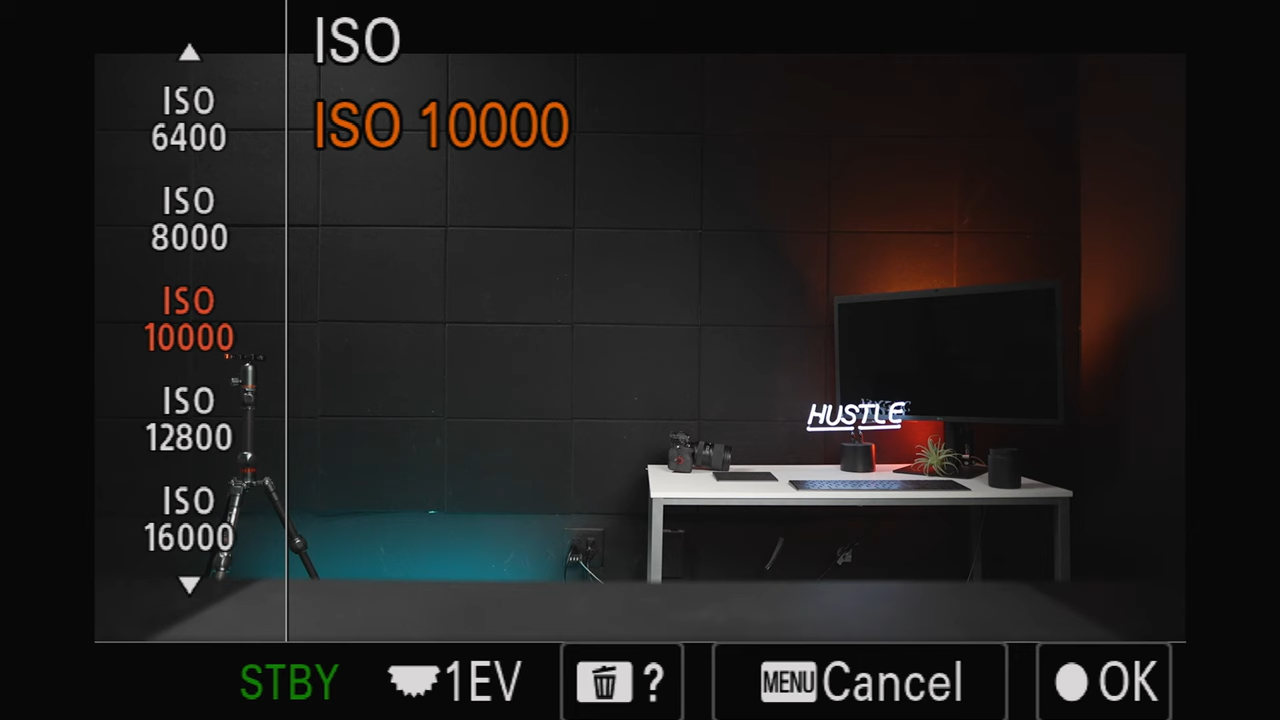 ISO
ISO 10000
ISO
6400
ISO
8000
ISO
10000
ISO
12800
ISO
16000
HUSTLE
STBY
1EV
?
MENU Cancel
OK